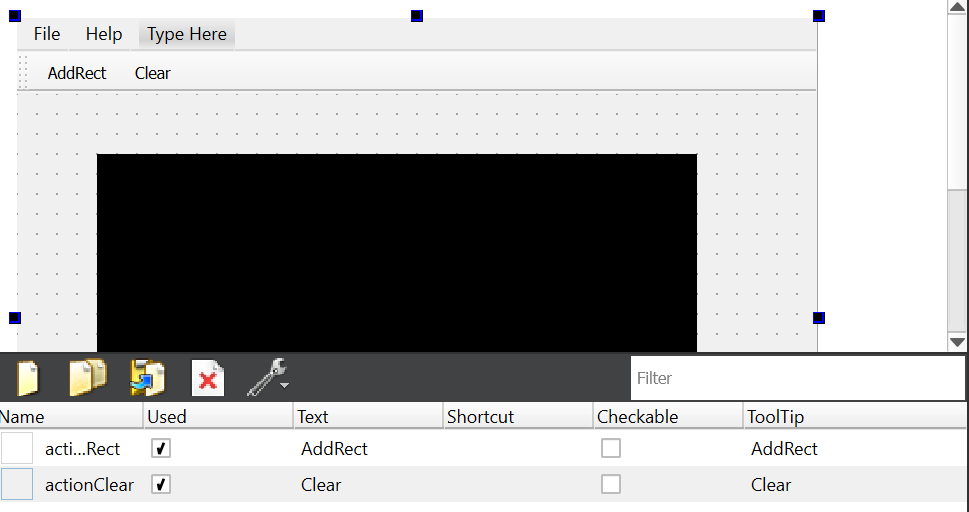 File Help Type Here
AddRect Clear
Filter
Name Used Text Shortcut Checkable ToolTip
acti...Rect AddRect AddRect
actionClear Clear Clear